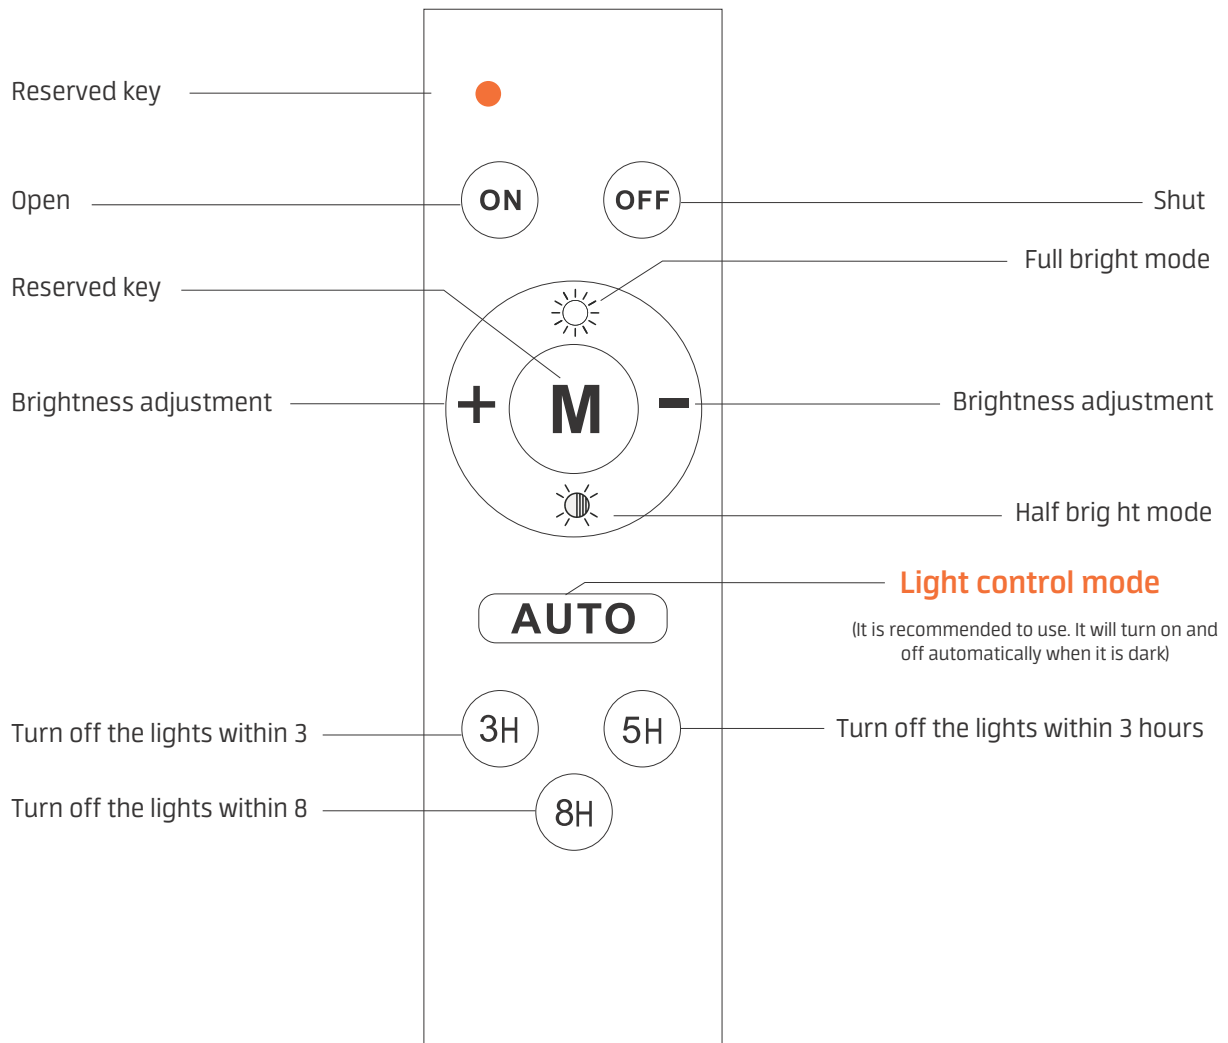 Reserved key
Open
ON
OFF
Shut
Full bright mode
Reserved key
Brightness adjustment
+
M
-
Brightness adjustment
Half brig ht mode
Light control mode
AUTO
(It is recommended to use. It will turn on and
off automatically when it is dark)
Turn off the lights within 3
3H
5H
Turn off the lights within 3 hours
Turn off the lights within 8
8H